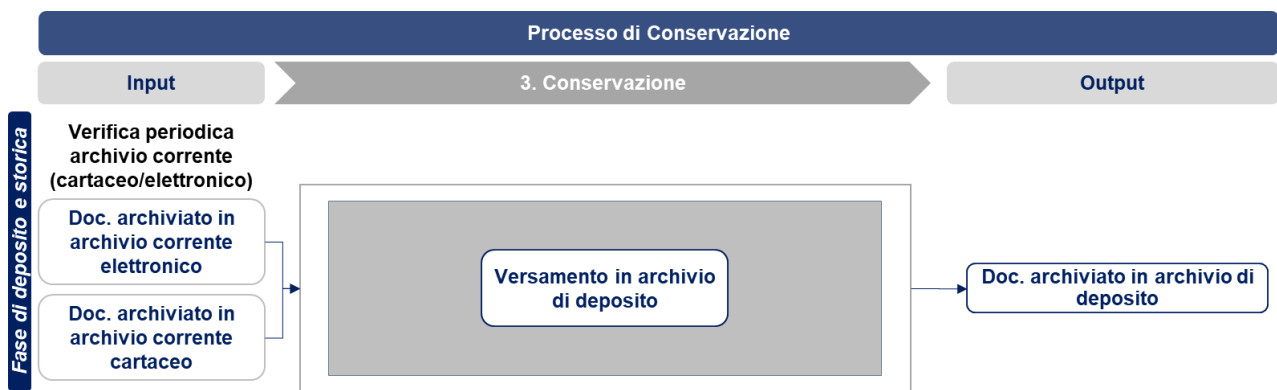 Processo di Conservazione
Input
3. Conservazione
Output
Fase di deposito e storica
Verifica periodica
archivio corrente
(cartaceo/elettronico)
Doc. archiviato in
archivio corrente
elettronico
Doc. archiviato in
archivio corrente
cartaceo
Versamento in archivio
di deposito
Doc. archiviato in archivio di
deposito